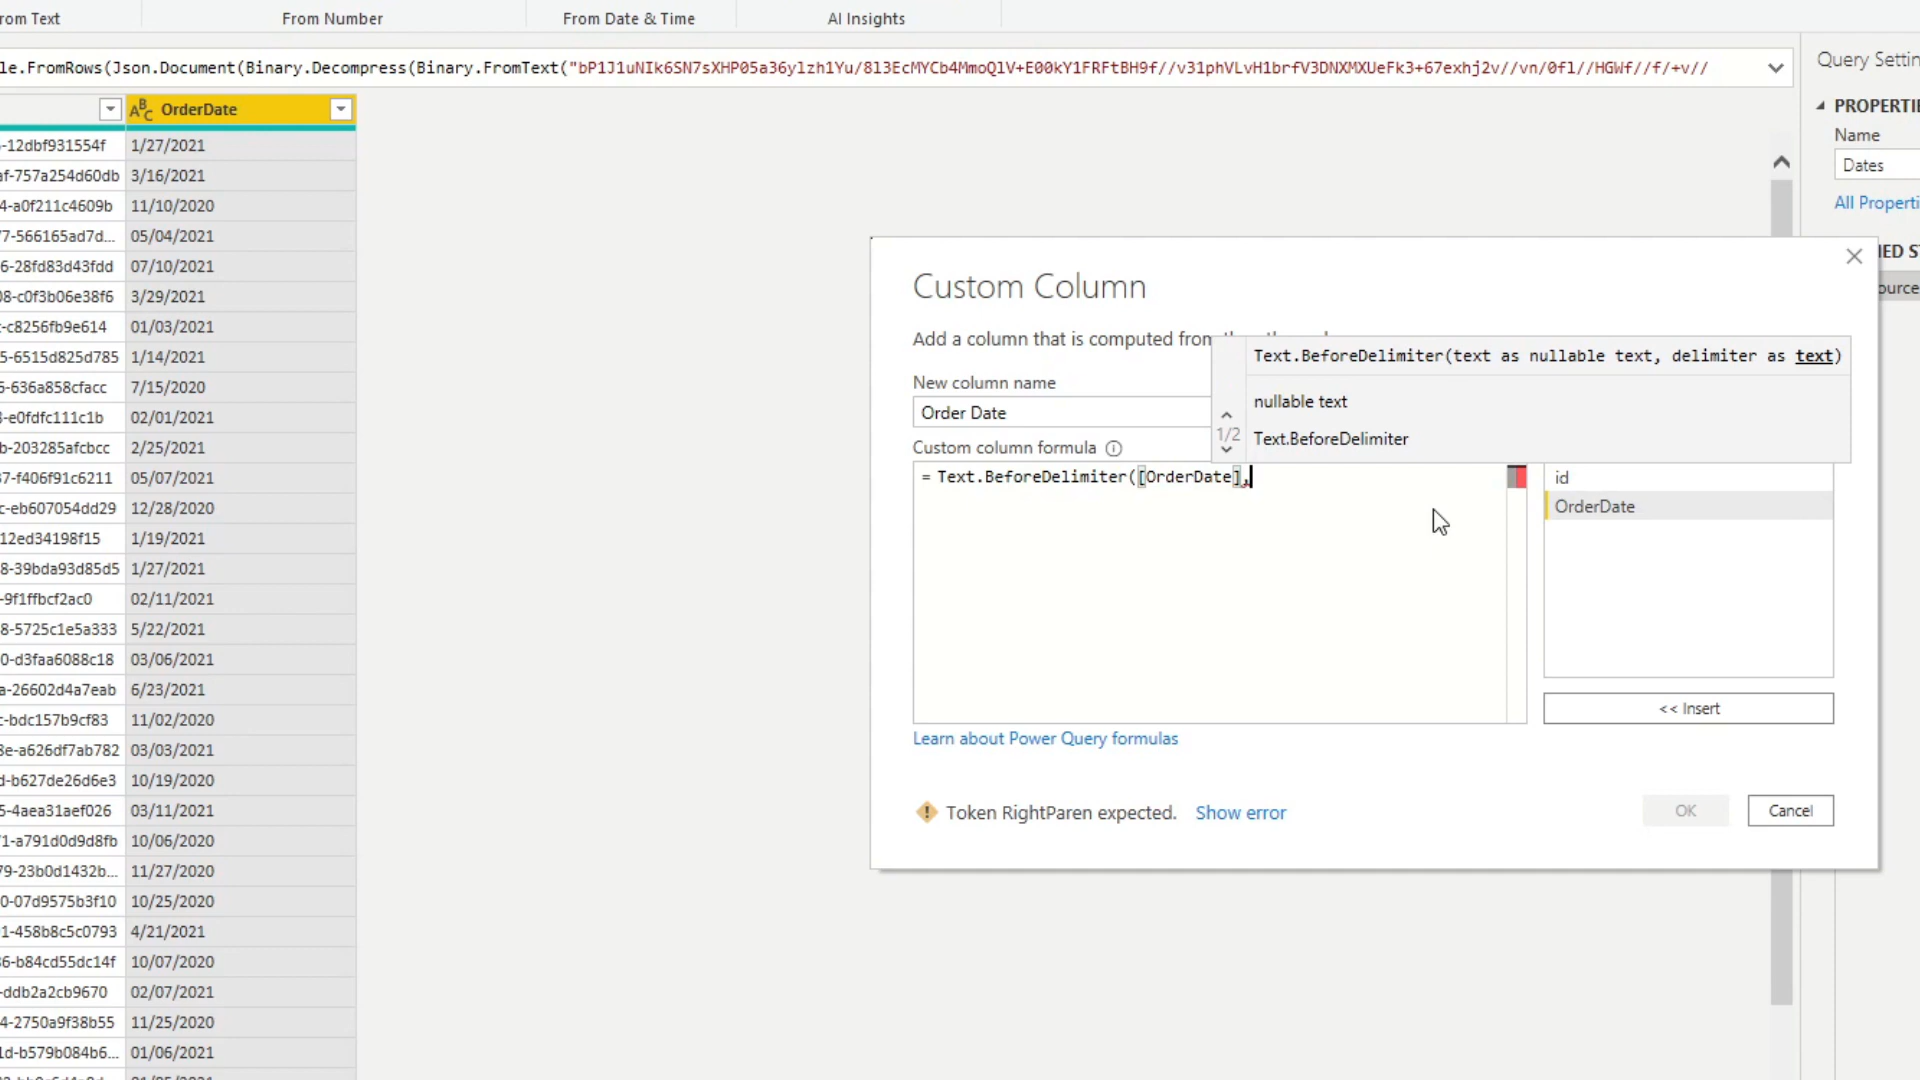 rom Text
From Number
From Date & Time
AI Insights
le.FromRows(Json.Document(Binary.Decompress(Binary.FromText("bP1J1uNIk6SN7sXHP05a36ylzh1Yu/8l3EcMYCb4MmoQlV+E00kY1FRFtBH9f//v31phVLvH1brfV3DNXMXUeFk3+67exhj2v//vn/0fl//HGWf//f/+v//
Query Settin
OrderDate
-12dbf931554f 1/27/2021
af-757a254d60db 3/16/2021
4-a0f211c4609b 11/10/2020
77-566165ad7d... 05/04/2021
6-28fd83d43fdd 07/10/2021
08-c0f3b06e38f6 3/29/2021
-c8256fb9e614 01/03/2021
5-6515d825d785 1/14/2021
5-636a858cfacc 7/15/2020
-e0fdfc111c1b 02/01/2021
b-203285afcbcc 2/25/2021
37-f406f91c6211 05/07/2021
c-eb607054dd29 12/28/2020
12ed34198f15 1/19/2021
8-39bda93d85d5 1/27/2021
-9f1ffbcf2ac0 02/11/2021
8-5725c1e5a333 5/22/2021
0-d3faa6088c18 03/06/2021
a-26602d4a7eab 6/23/2021
-bdc157b9cf83 11/02/2020
8e-a626df7ab782 03/03/2021
d-b627de26d6e3 10/19/2020
5-4aea31aef026 03/11/2021
71-a791d0d9d8fb 10/06/2020
79-23b0d1432b... 11/27/2020
0-07d9575b3f10 10/25/2020
01-458b8c5c0793 4/21/2021
36-b84cd55dc14f 10/07/2020
-ddb2a2cb9670 02/07/2021
4-2750a9f38b55 11/25/2020
1d-b579b084b6... 01/06/2021
PROPERTIE
Name
Dates
All Properti
IED S
ource
Custom Column
Add a column that is computed from
New column name
Order Date
Custom column formula
= Text.BeforeDelimiter([OrderDate],
Text.BeforeDelimiter(text as nullable text, delimiter as text)
nullable text
1/2
Text.BeforeDelimiter
id
OrderDate
<< Insert
Learn about Power Query formulas
Token RightParen expected. Show error
OK
Cancel